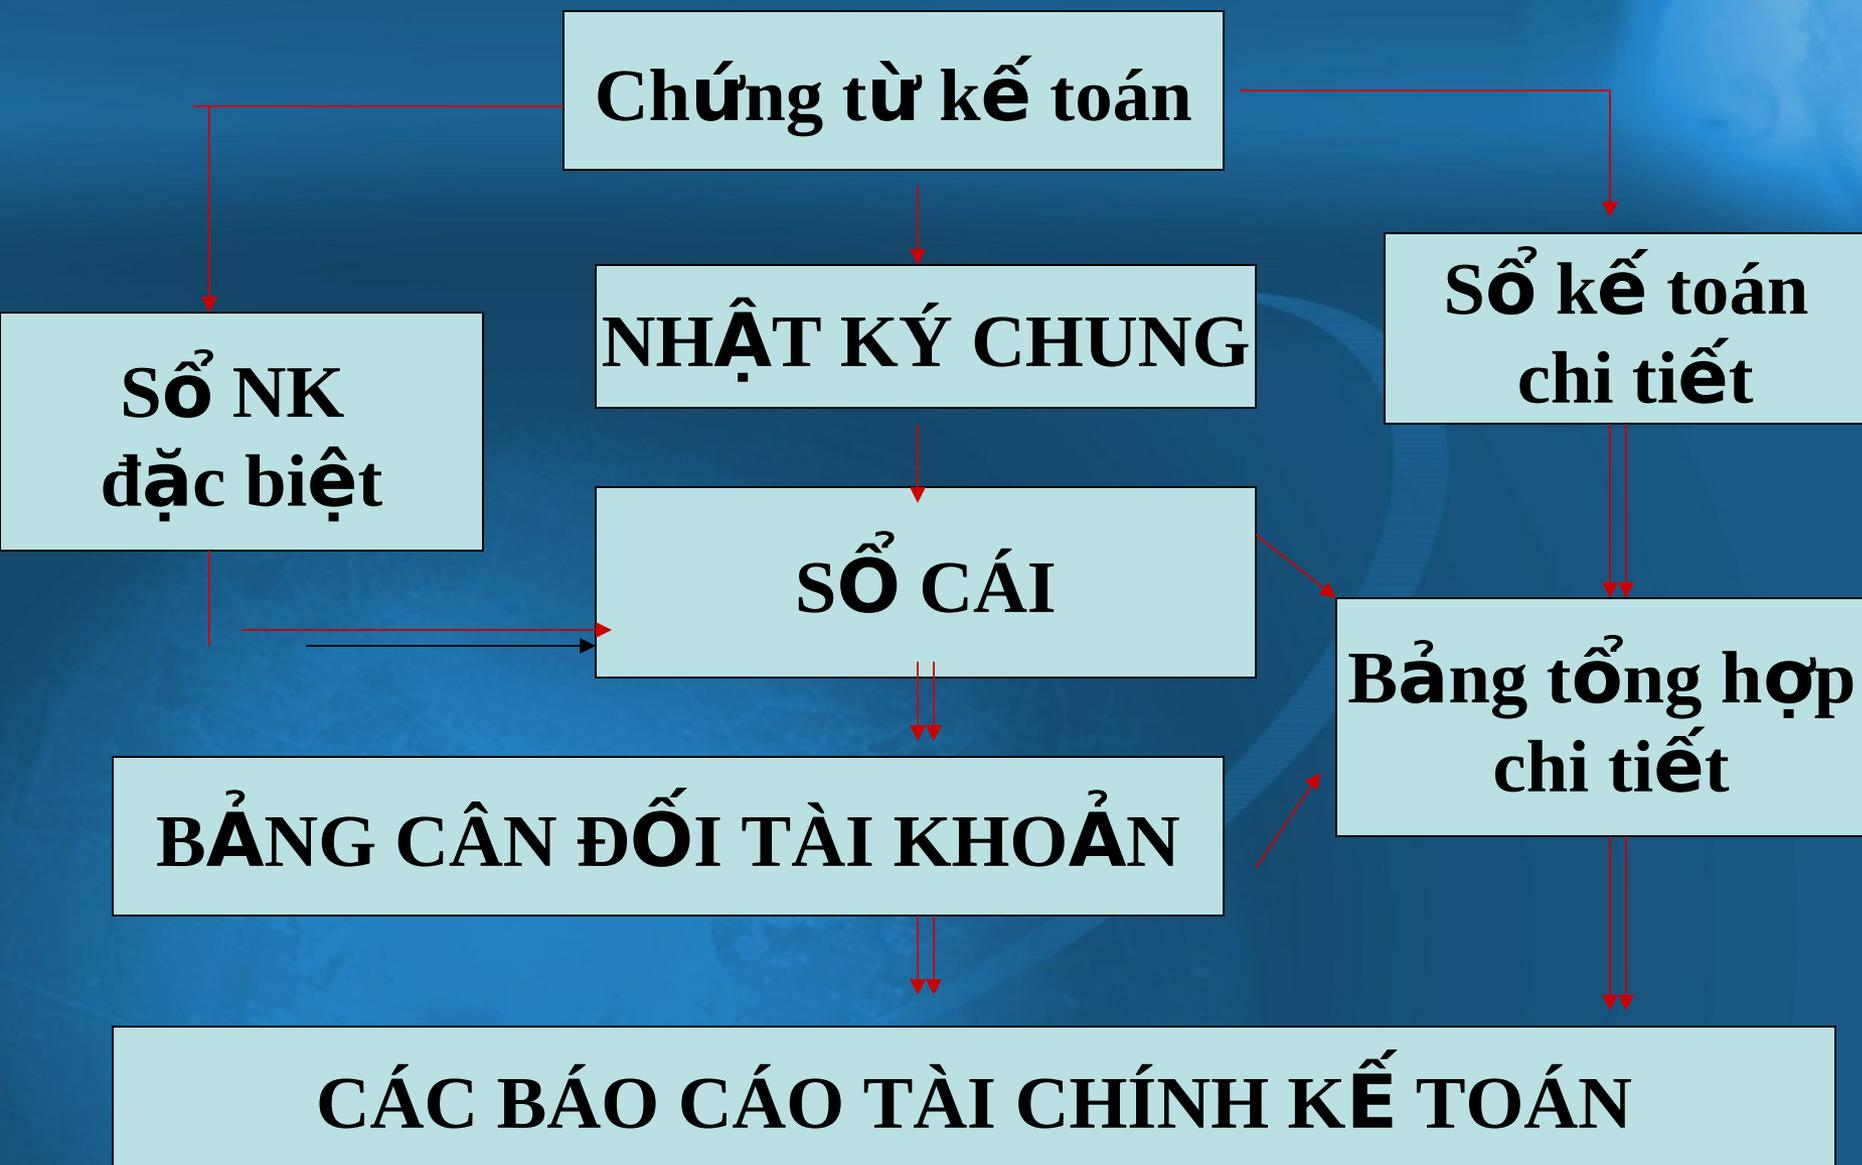 Chứng từ kế toán
NHẬT KÝ CHUNG
Sổ kế toán
chi tiết
Sổ NK
đặc biệt
SỔ CÁI
Bảng tổng hợp
chi tiết
BẢNG CÂN ĐỐI TÀI KHOẢN
CÁC BÁO CÁO TÀI CHÍNH KẾ TOÁN